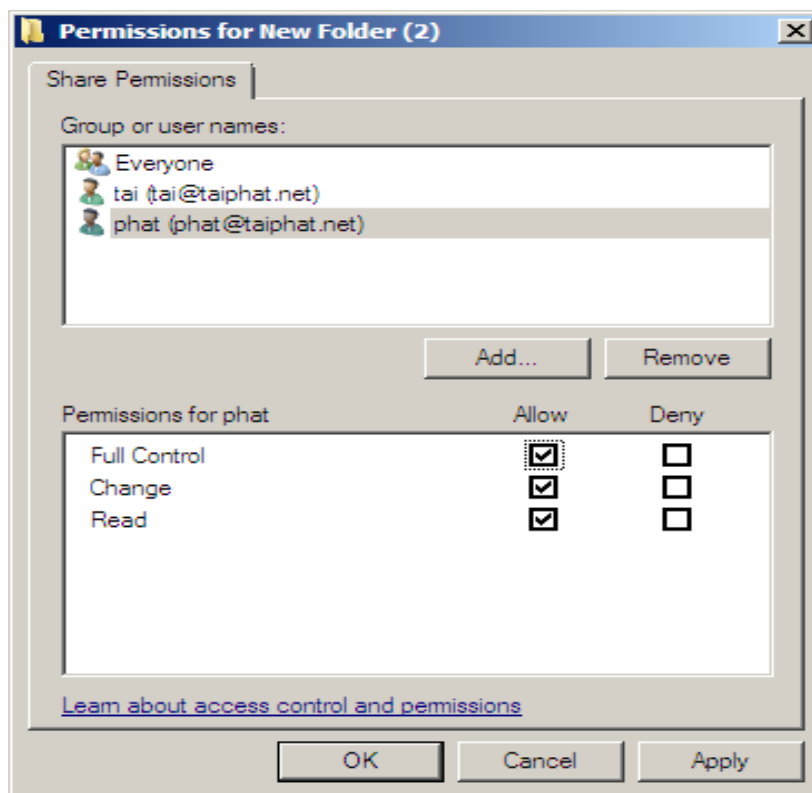 Permissions for New Folder (2)
Share Permissions
Group or user names:
Everyone
tai (tai@taiphat.net)
phat (phat@taiphat.net)
Add... Remove
Permissions for phat Allow Deny
Full Control
Change
Read
Learn about access control and permissions
OK Cancel Apply